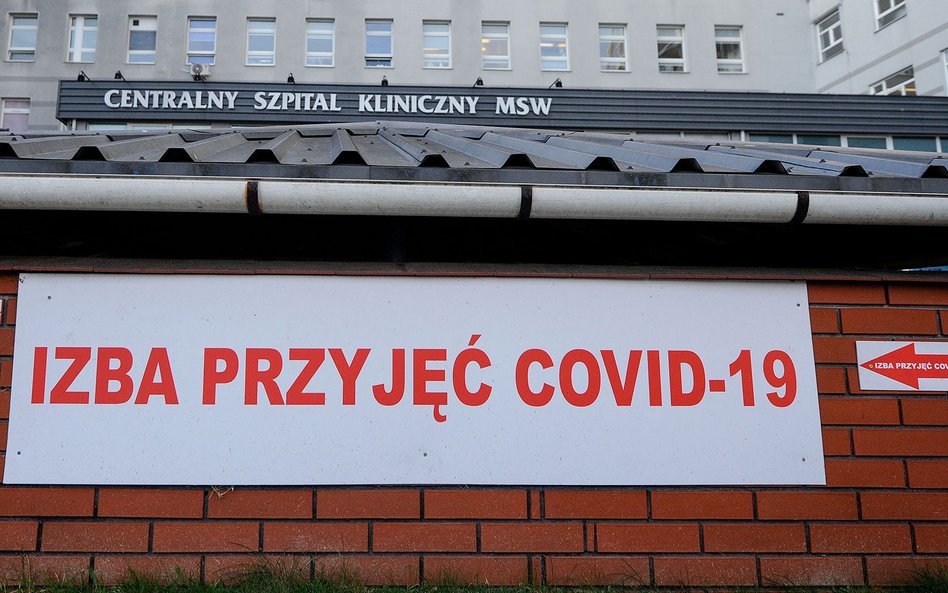 CENTRALNY SZPITAL KLINICZNY MSW
IZBA PRZYJĘĆ COVID-19
IZBA PRZYJĘĆ